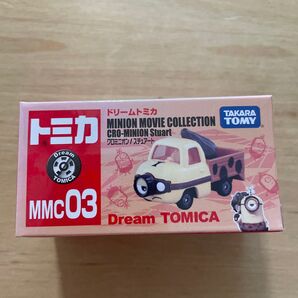 トミカ
Dream
TOMICA
MMC03
ドリームトミカ
MINION MOVIE COLLECTION
CRO-MINION Stuart
クロミニオン/スチュアート
TAKARA
TOMY
Dream TOMICA